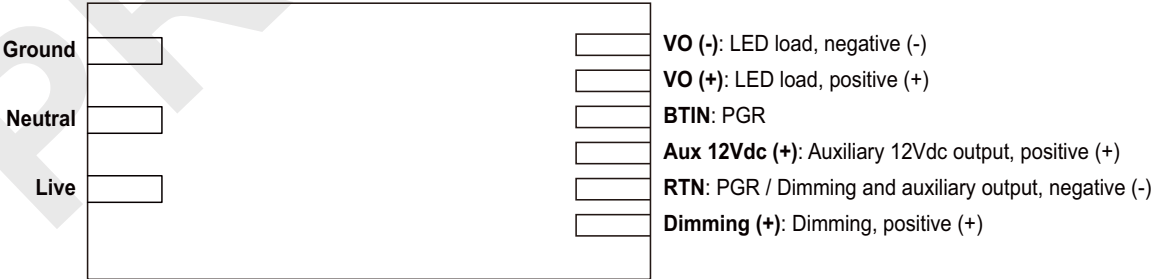 Ground
Neutral
Live
VO (-): LED load, negative (-)
VO (+): LED load, positive (+)
BTIN: PGR
Aux 12Vdc (+): Auxiliary 12Vdc output, positive (+)
RTN: PGR / Dimming and auxiliary output, negative (-)
Dimming (+): Dimming, positive (+)